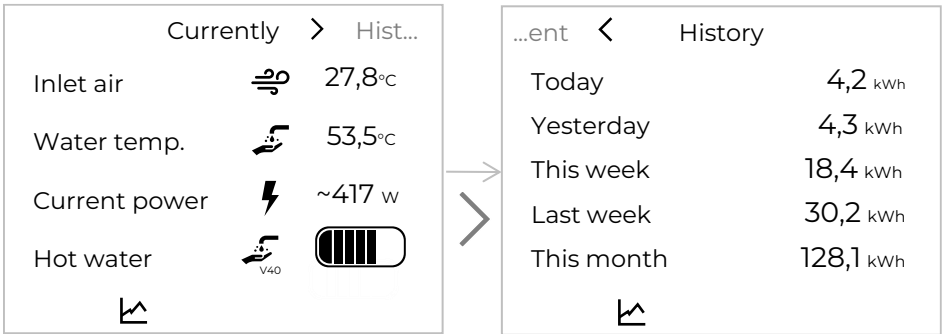 Currently > Hist...
Inlet air 27,8°C
Water temp. 53,5°C
Current power ~417 W
Hot water V40
...ent < History
Today 4,2 kWh
Yesterday 4,3 kWh
This week 18,4 kWh
Last week 30,2 kWh
This month 128,1 kWh